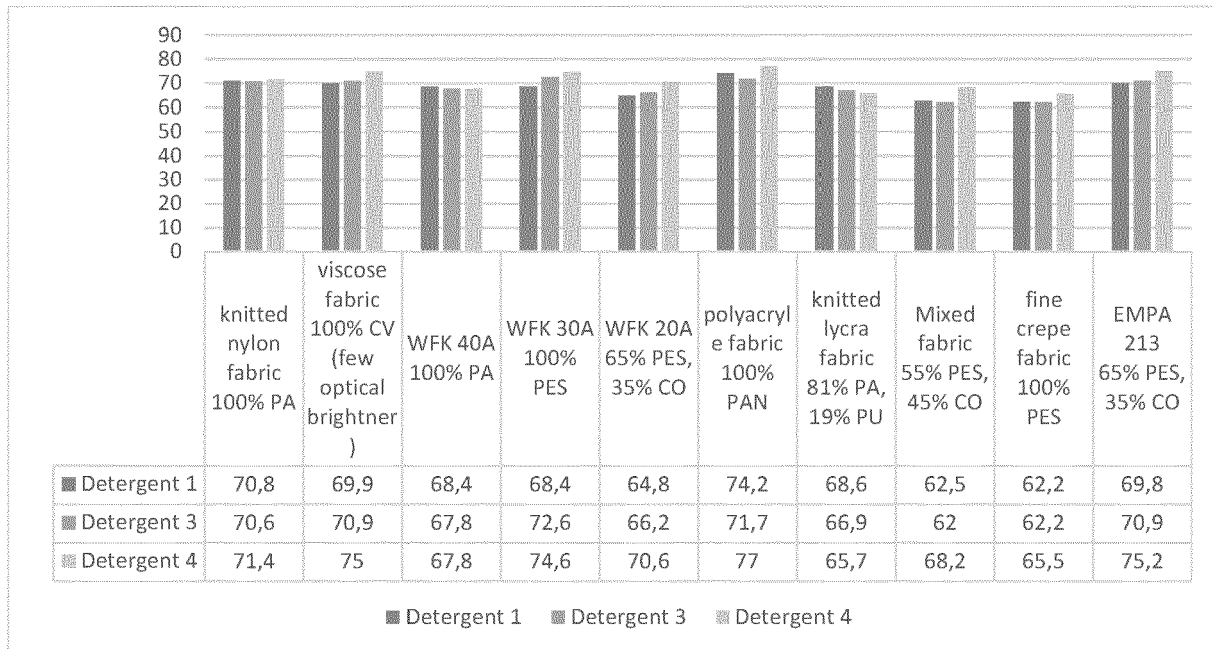 90
80
70
60
50
40
30
20
10
0
knitted
nylon
fabric
100% PA
viscose
fabric
100% CV
(few
optical
brightner
)
WFK 40A
100% PA
WFK 30A
100%
PES
WFK 20A
65% PES,
35% CO
polyacryl
e fabric
100%
PAN
knitted
lycra
fabric
81% PA,
19% PU
Mixed
fabric
55% PES,
45% CO
fine
crepe
fabric
100%
PES
EMPA
213
65% PES,
35% CO
Detergent 1 70,8 69,9 68,4 68,4 64,8 74,2 68,6 62,5 62,2 69,8
Detergent 3 70,6 70,9 67,8 72,6 66,2 71,7 66,9 62 62,2 70,9
Detergent 4 71,4 75 67,8 74,6 70,6 77 65,7 68,2 65,5 75,2
Detergent 1 Detergent 3 Detergent 4